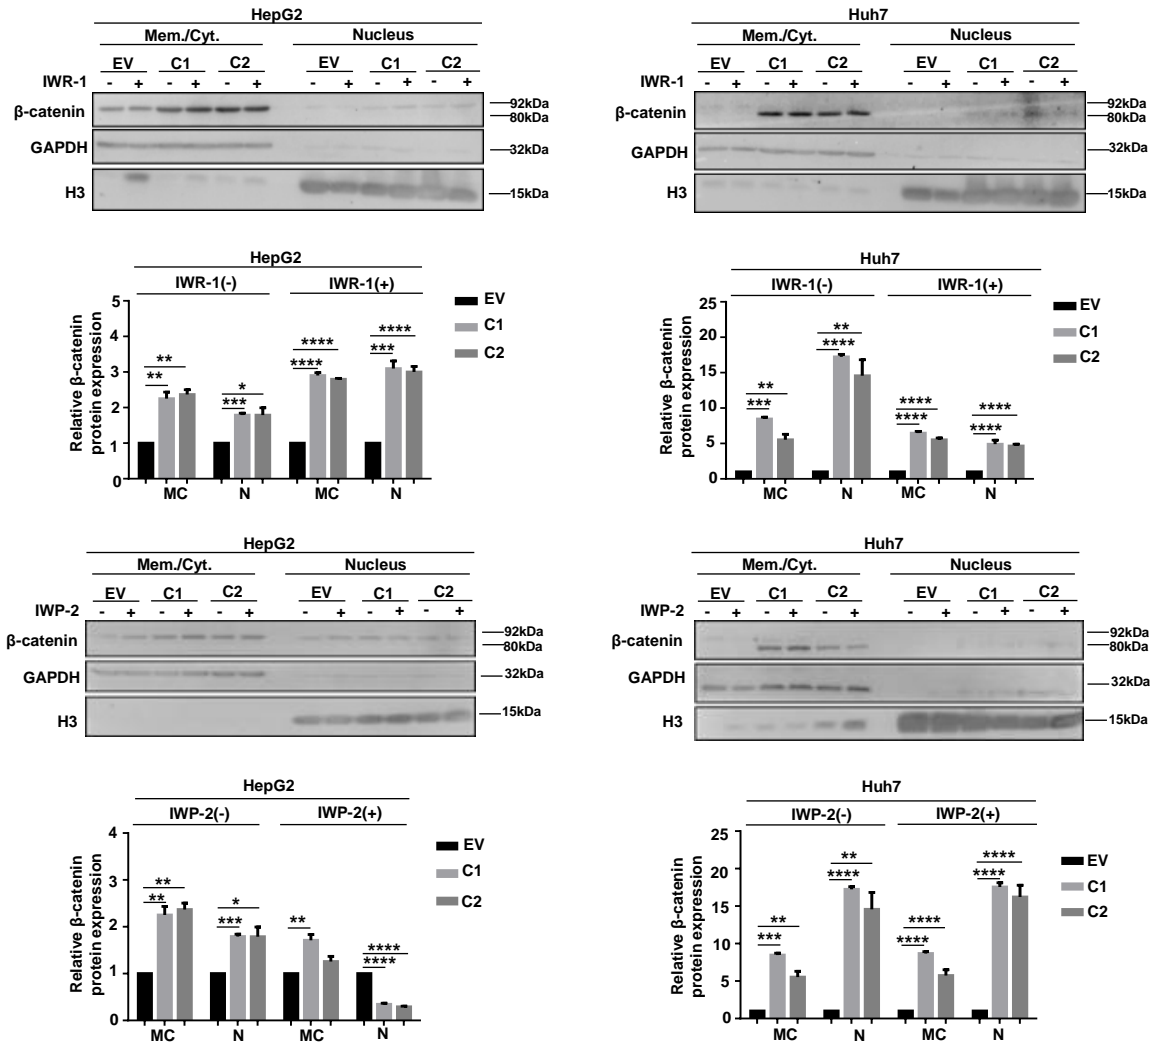 HepG2
Mem./Cyt. Nucleus
EV C1 C2 EV C1 C2
IWR-1 - + - + - + - + - + - +
β-catenin 92kDa
80kDa
GAPDH 32kDa
H3 15kDa
Huh7
Mem./Cyt. Nucleus
EV C1 C2 EV C1 C2
IWR-1 - + - + - + - + - + - +
β-catenin 92kDa
80kDa
GAPDH 32kDa
H3 15kDa
HepG2
IWR-1(-) IWR-1(+)
Relative β-catenin
protein expression
5
4
3
2
1
0
** ** *** * **** **** *** ****
MC N MC N
EV
C1
C2
Huh7
IWR-1(-) IWR-1(+)
Relative β-catenin
protein expression
25
20
15
10
5
0
*** ** **** ** **** **** **** ****
MC N MC N
EV
C1
C2
HepG2
Mem./Cyt. Nucleus
EV C1 C2 EV C1 C2
IWP-2 - + - + - + - + - + - +
β-catenin 92kDa
80kDa
GAPDH 32kDa
H3 15kDa
Huh7
Mem./Cyt. Nucleus
EV C1 C2 EV C1 C2
IWP-2 - + - + - + - + - + - +
β-catenin 92kDa
80kDa
GAPDH 32kDa
H3 15kDa
HepG2
IWP-2(-) IWP-2(+)
Relative β-catenin
protein expression
4
3
2
1
0
** ** *** * ** **** ****
MC N MC N
EV
C1
C2
Huh7
IWP-2(-) IWP-2(+)
Relative β-catenin
protein expression
25
20
15
10
5
0
*** ** **** ** **** **** **** ****
MC N MC N
EV
C1
C2